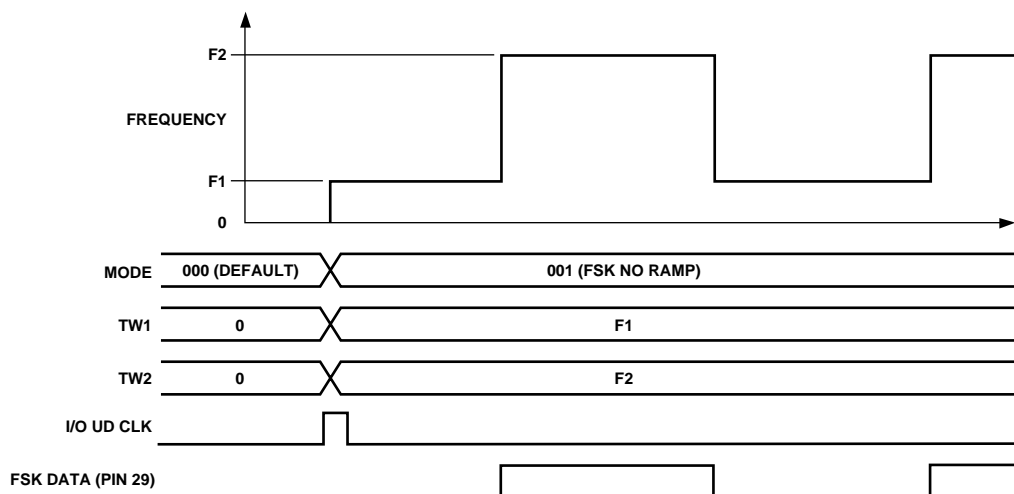 F2
FREQUENCY
F1
0
MODE 000 (DEFAULT) 001 (FSK NO RAMP)
TW1 0 F1
TW2 0 F2
I/O UD CLK
FSK DATA (PIN 29)